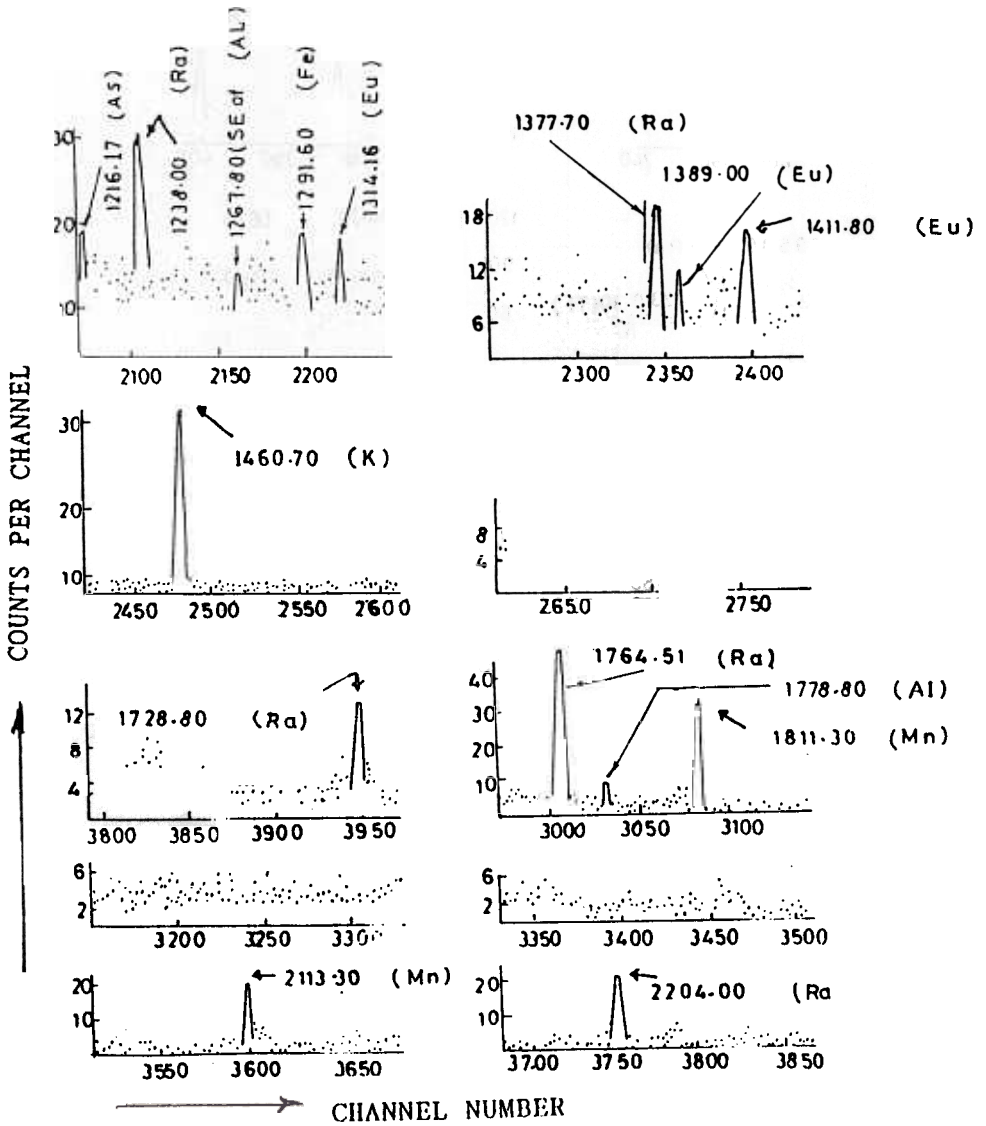 1216.17 (AS)
1238.00 (Ra)
1267.80 (SE of (AL)
1291.60 (Fe)
1314.16 (Eu)
30
20
10
2100 2150 2200
1377.70 (Ra)
1389.00 (Eu)
1411.80 (Eu)
18
12
6
2300 2350 2400
1460.70 (K)
30
20
10
2450 2500 2550 2600
8
4
2650 2750
1728.80 (Ra)
12
8
4
3800 3850 3900 3950
1764.51 (Ra)
1778.80 (Al)
1811.30 (Mn)
40
30
20
10
3000 3050 3100
6
2
3200 3250
6
2
3350 3400 3450 3500
2113.30 (Mn)
20
10
3550 3600 3650
2204.00 (Ra
20
10
3700 3750 3800 3850
COUNTS PER CHANNEL
CHANNEL NUMBER